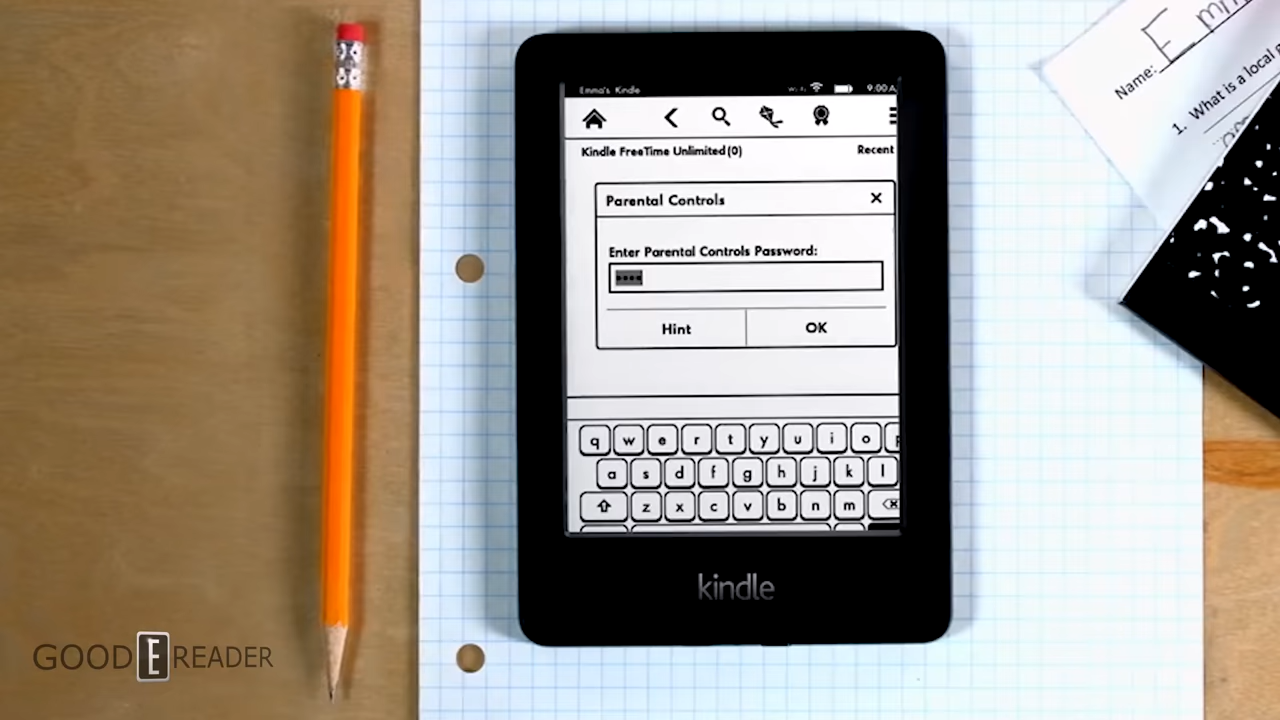 Emma's Kindle 9:00 A
Kindle FreeTime Unlimited (0) Recent
Parental Controls
Enter Parental Controls Password:
Hint OK
q w e r t y u i o p
a s d f g h j k l
z x c v b n m
kindle
Name: Emm
1. What is a local
GOOD E READER